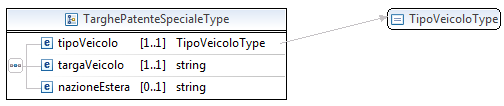 TarghePatenteSpecialeType
e tipoVeicolo [1..1] TipoVeicoloType
e targaVeicolo [1..1] string
e nazioneEstera [0..1] string
TipoVeicoloType